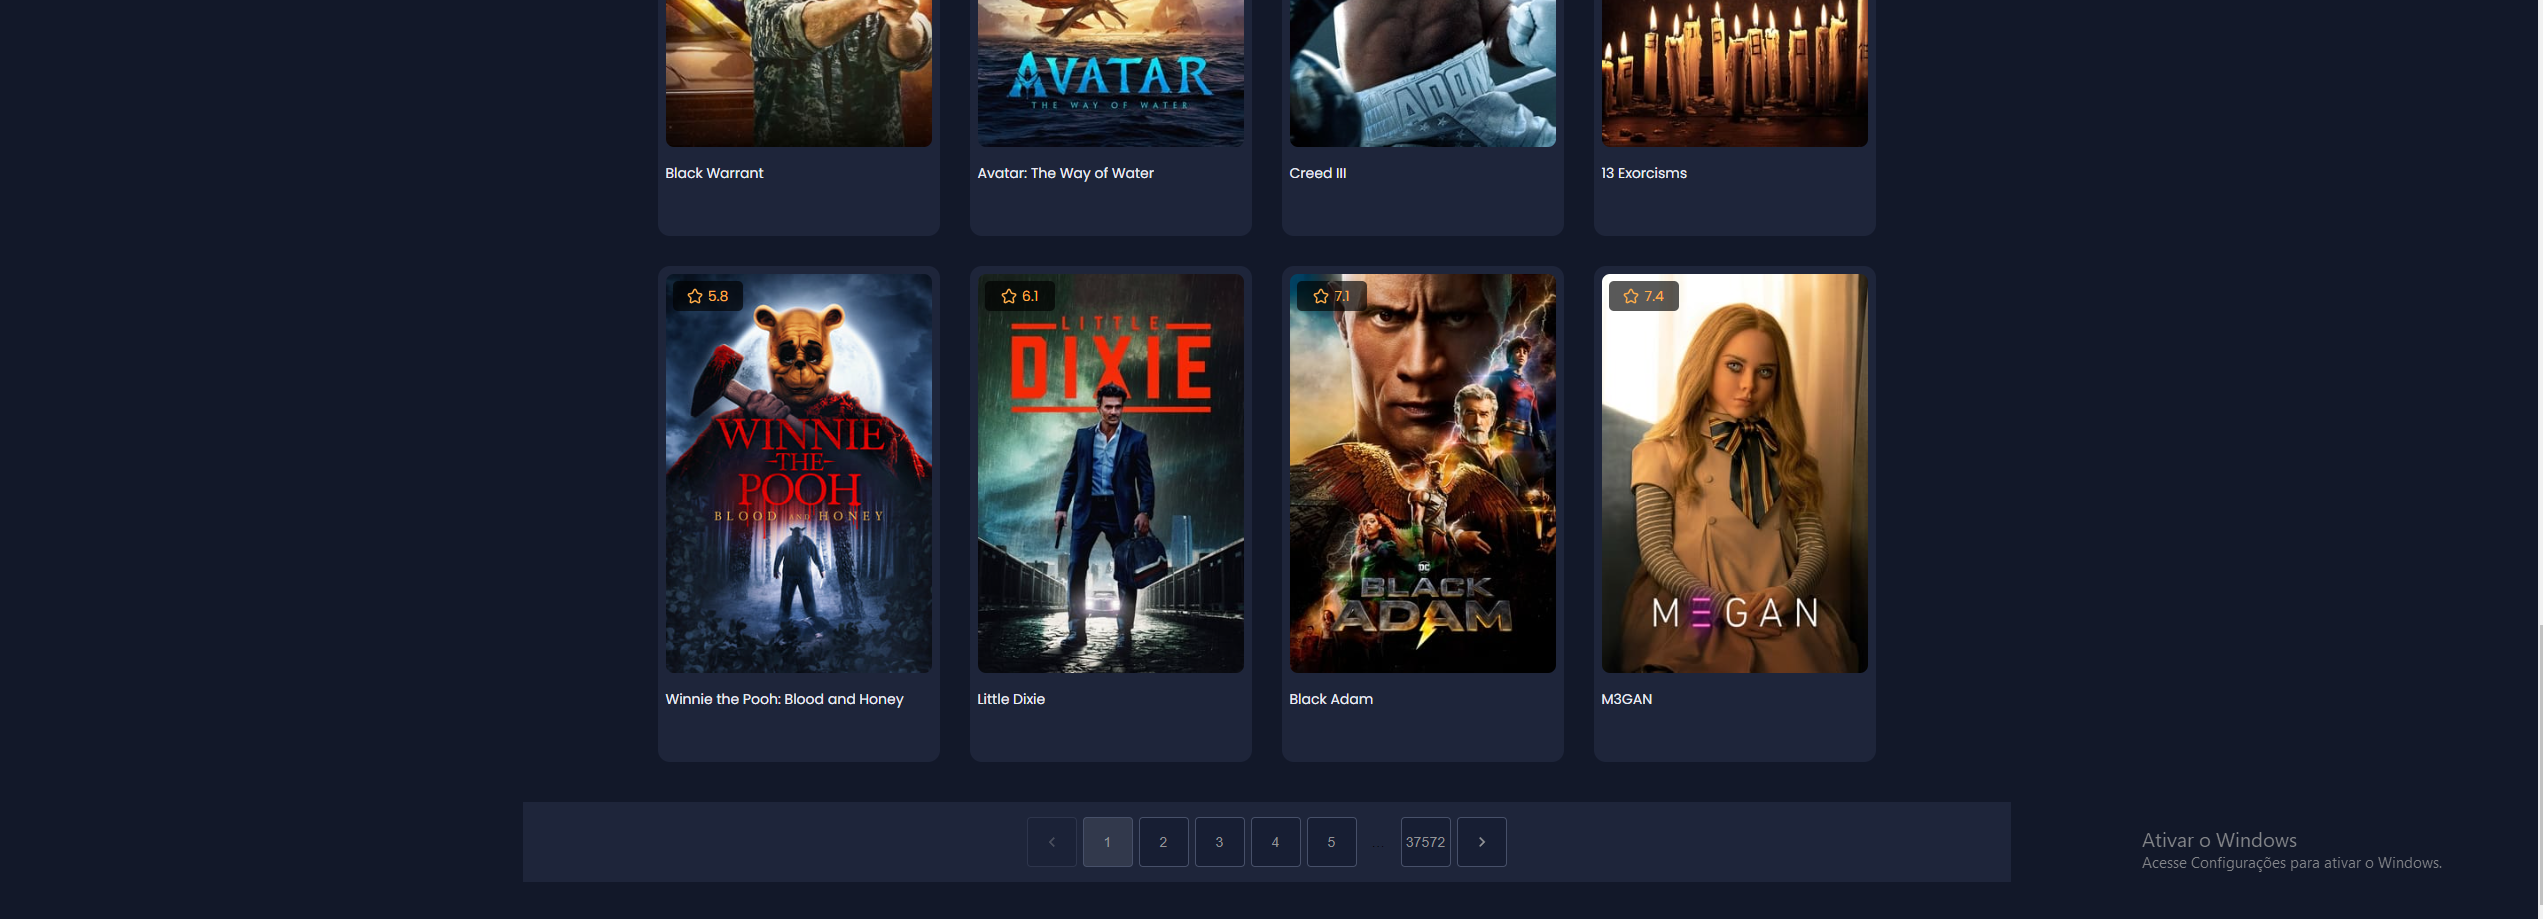 AVATAR
THE WAY OF WATER
ADON
Black Warrant
Avatar: The Way of Water
Creed III
13 Exorcisms
5.8
6.1
7.1
7.4
WINNIE
-THE-
POOH
BLOOD AND HONEY
LITTLE
DIXIE
DC
BLACK
ADAM
M3GAN
Winnie the Pooh: Blood and Honey
Little Dixie
Black Adam
M3GAN
1 2 3 4 5 ... 37572
Ativar o Windows
Acesse Configurações para ativar o Windows.